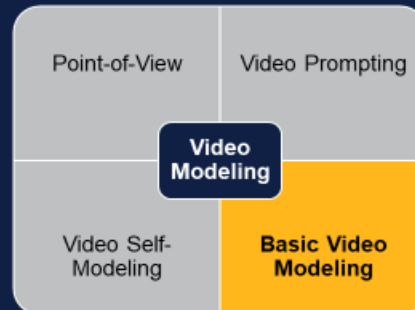 Point-of-View
Video Prompting
Video
Modeling
Video Self-
Modeling
Basic Video
Modeling